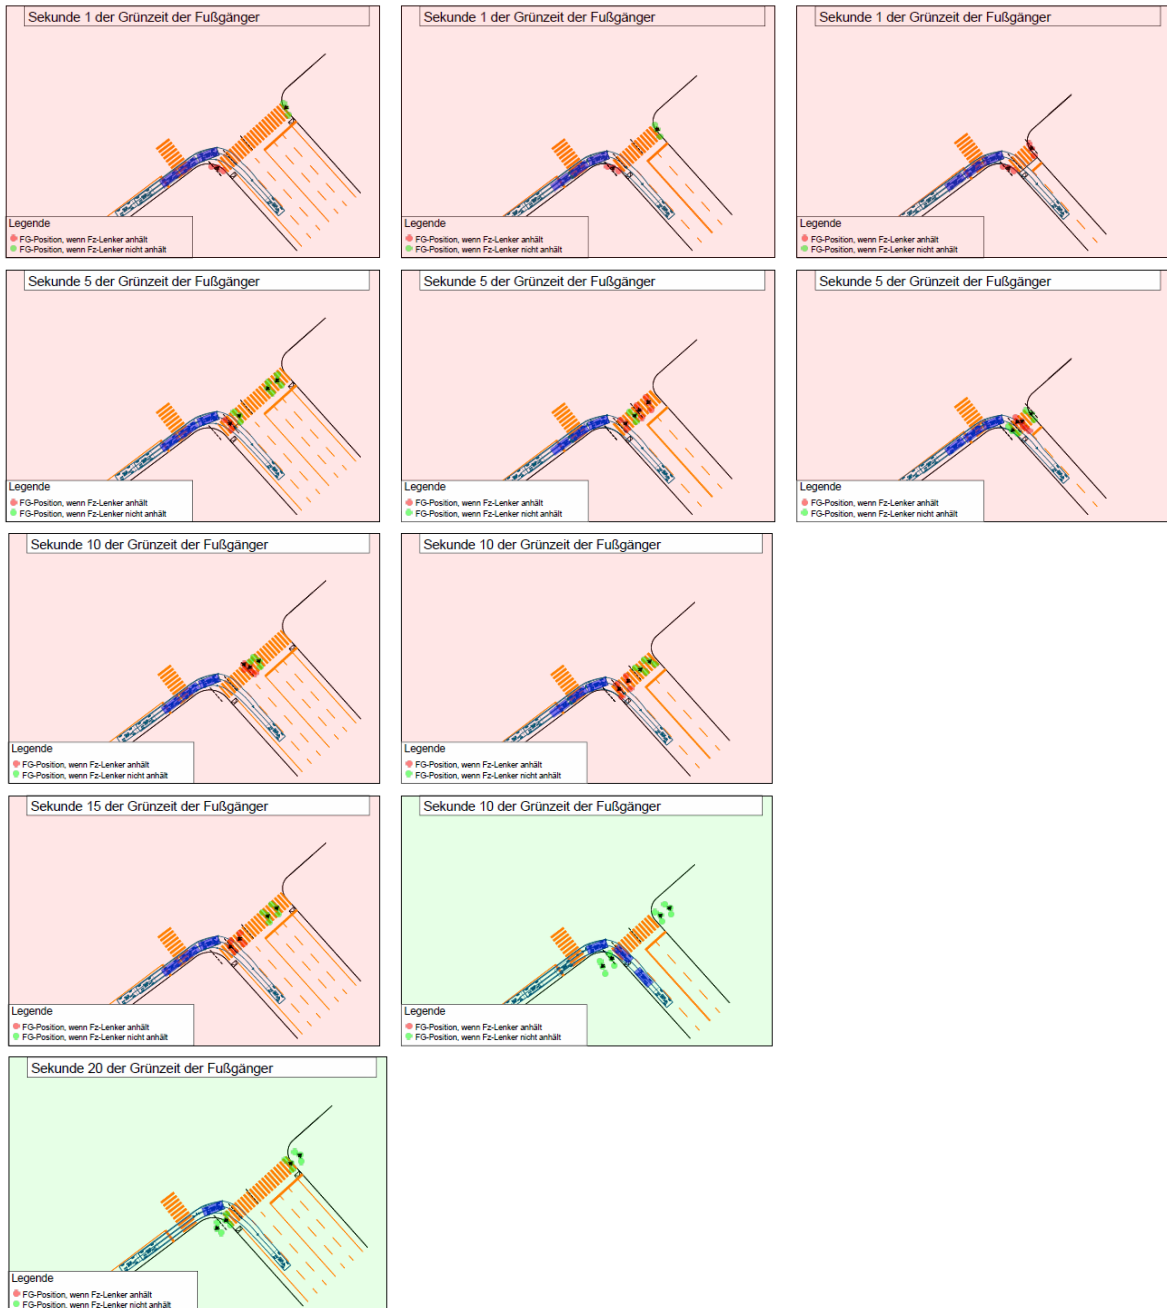 Sekunde 1 der Grünzeit der Fußgänger
Legende
FG-Position, wenn Fz-Lenker anhält
FG-Position, wenn Fz-Lenker nicht anhält
Sekunde 1 der Grünzeit der Fußgänger
Legende
FG-Position, wenn Fz-Lenker anhält
FG-Position, wenn Fz-Lenker nicht anhält
Sekunde 1 der Grünzeit der Fußgänger
Legende
FG-Position, wenn Fz-Lenker anhält
FG-Position, wenn Fz-Lenker nicht anhält
Sekunde 5 der Grünzeit der Fußgänger
Legende
FG-Position, wenn Fz-Lenker anhält
FG-Position, wenn Fz-Lenker nicht anhält
Sekunde 5 der Grünzeit der Fußgänger
Legende
FG-Position, wenn Fz-Lenker anhält
FG-Position, wenn Fz-Lenker nicht anhält
Sekunde 5 der Grünzeit der Fußgänger
Legende
FG-Position, wenn Fz-Lenker anhält
FG-Position, wenn Fz-Lenker nicht anhält
Sekunde 10 der Grünzeit der Fußgänger
Legende
FG-Position, wenn Fz-Lenker anhält
FG-Position, wenn Fz-Lenker nicht anhält
Sekunde 10 der Grünzeit der Fußgänger
Legende
FG-Position, wenn Fz-Lenker anhält
FG-Position, wenn Fz-Lenker nicht anhält
Sekunde 15 der Grünzeit der Fußgänger
Legende
FG-Position, wenn Fz-Lenker anhält
FG-Position, wenn Fz-Lenker nicht anhält
Sekunde 10 der Grünzeit der Fußgänger
Legende
FG-Position, wenn Fz-Lenker anhält
FG-Position, wenn Fz-Lenker nicht anhält
Sekunde 20 der Grünzeit der Fußgänger
Legende
FG-Position, wenn Fz-Lenker anhält
FG-Position, wenn Fz-Lenker nicht anhält